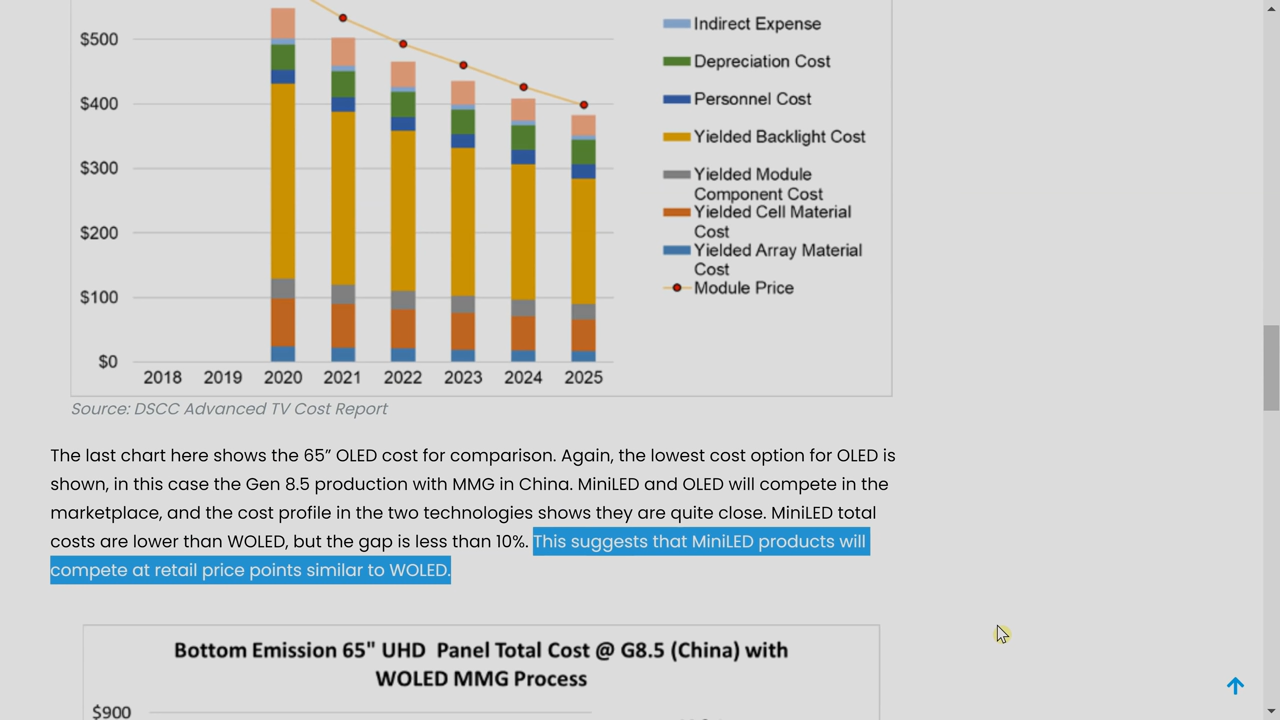 $500
$400
$300
$200
$100
$0
2018 2019 2020 2021 2022 2023 2024 2025
Indirect Expense
Depreciation Cost
Personnel Cost
Yielded Backlight Cost
Yielded Module
Component Cost
Yielded Cell Material
Cost
Yielded Array Material
Cost
Module Price
Source: DSCC Advanced TV Cost Report
The last chart here shows the 65” OLED cost for comparison. Again, the lowest cost option for OLED is
shown, in this case the Gen 8.5 production with MMG in China. MiniLED and OLED will compete in the
marketplace, and the cost profile in the two technologies shows they are quite close. MiniLED total
costs are lower than WOLED, but the gap is less than 10%. This suggests that MiniLED products will
compete at retail price points similar to WOLED.
Bottom Emission 65" UHD Panel Total Cost @ G8.5 (China) with
WOLED MMG Process
$900